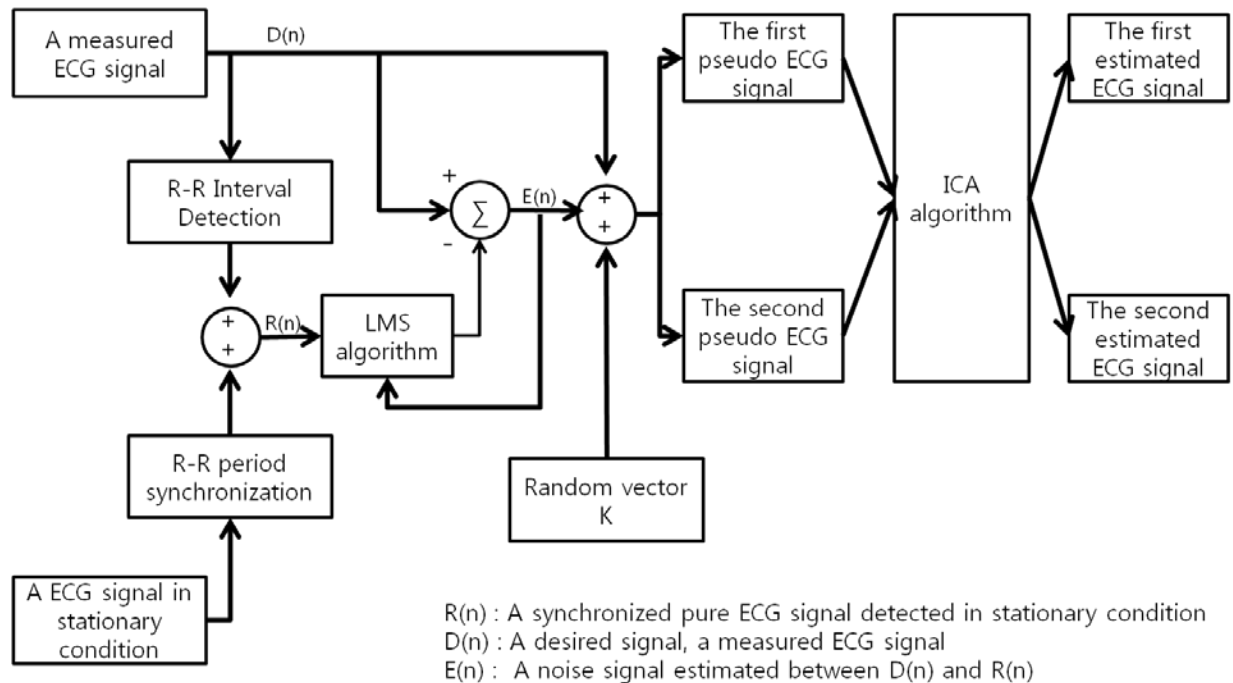 A measured
ECG signal
D(n)
The first
pseudo ECG
signal
The first
estimated
ECG signal
R-R Interval
Detection
+
-
∑
E(n)
+
+
ICA
algorithm
+
+
R(n)
LMS
algorithm
The second
pseudo ECG
signal
The second
estimated
ECG signal
R-R period
synchronization
Random vector
K
A ECG signal in
stationary
condition
R(n) : A synchronized pure ECG signal detected in stationary condition
D(n) : A desired signal, a measured ECG signal
E(n) : A noise signal estimated between D(n) and R(n)